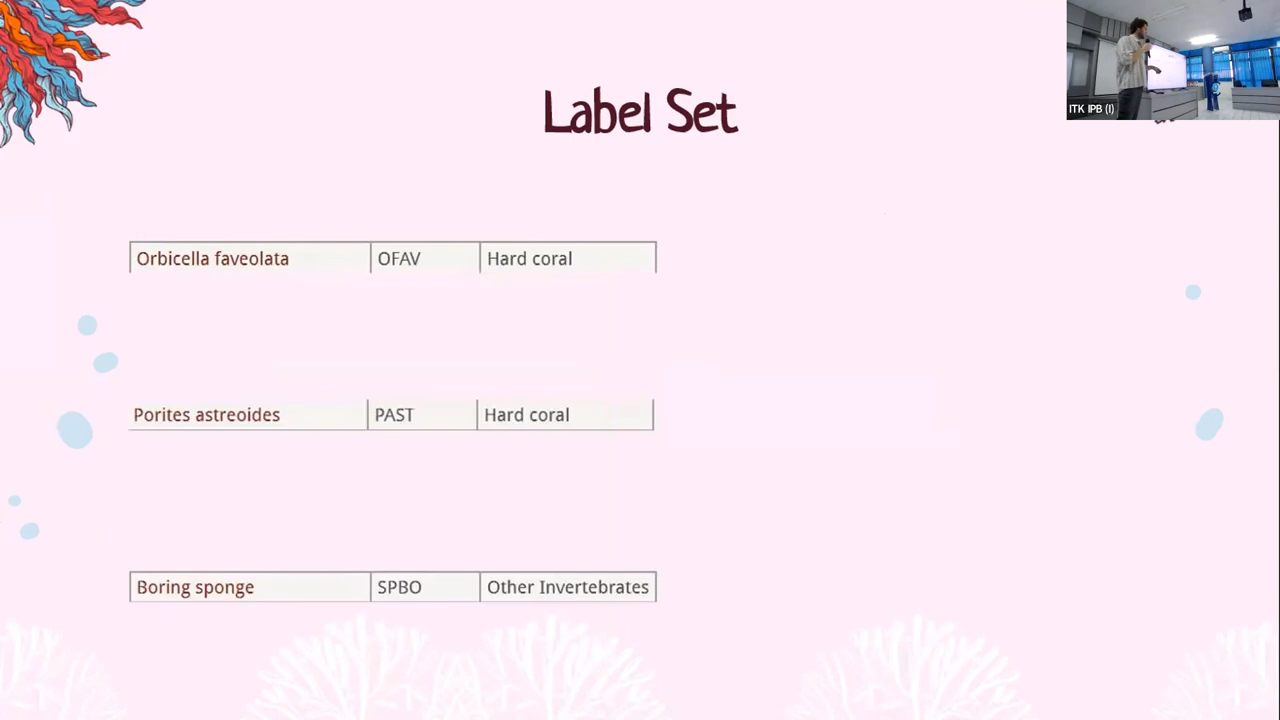 Label Set
ITK IPB (I)
Orbicella faveolata OFAV Hard coral
Porites astreoides PAST Hard coral
Boring sponge SPBO Other Invertebrates